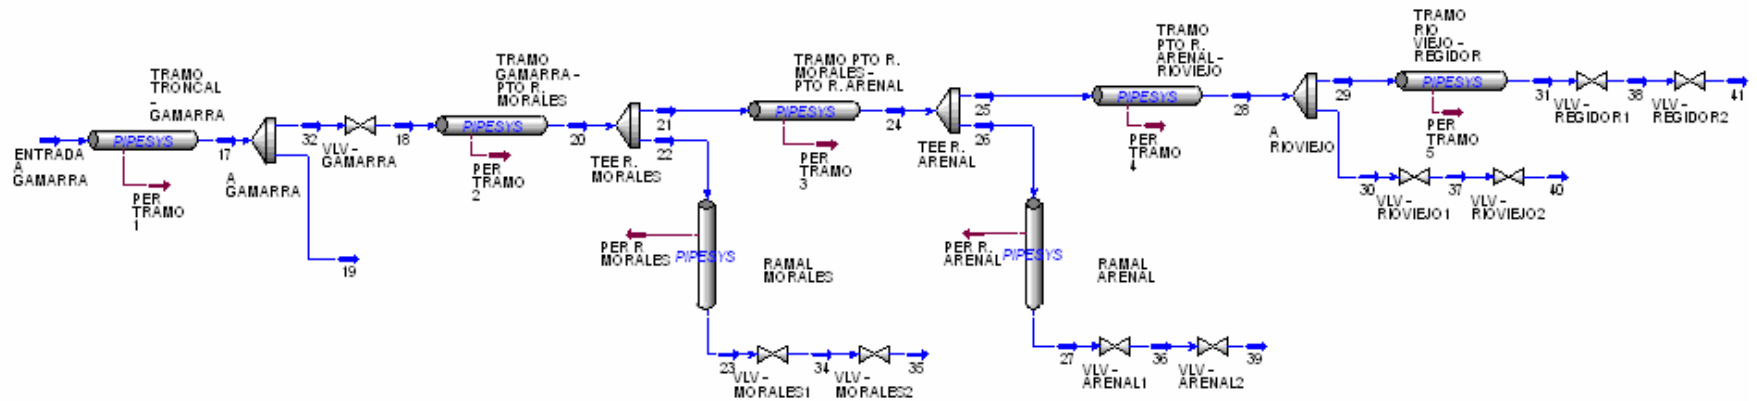 ENTRADA
A
GAMARRA
TRAMO
TRONCAL
-
GAMARRA
PIPESYS
PER
TRAMO
1
17
A
GAMARRA
19
32
VLV-
GAMARRA
18
TRAMO
GAMARRA -
PTO R.
MORALES
PIPESYS
PER
TRAMO
2
20
TEE R.
MORALES
21
22
PER R
MORALES
PIPESYS
RAMAL
MORALES
23
VLV-
MORALES1
34
VLV-
MORALES2
35
TRAMO PTO R.
MORALES -
PTO R. ARENAL
PIPESYS
PER
TRAMO
3
24
TEE R.
ARENAL
25
26
PER R.
ARENAL
PIPESYS
RAMAL
ARENAL
27
VLV-
ARENAL1
36
VLV-
ARENAL2
39
TRAMO
PTO R.
ARENAL -
RIOVIEJO
PIPESYS
PER
TRAMO
4
28
A
RIOVIEJO
29
30
VLV-
RIOVIEJO1
37
VLV-
RIOVIEJO2
40
TRAMO
RIO
VIEJO -
REGIDOR
PIPESYS
PER
TRAMO
5
31
VLV-
REGIDOR1
38
VLV-
REGIDOR2
41